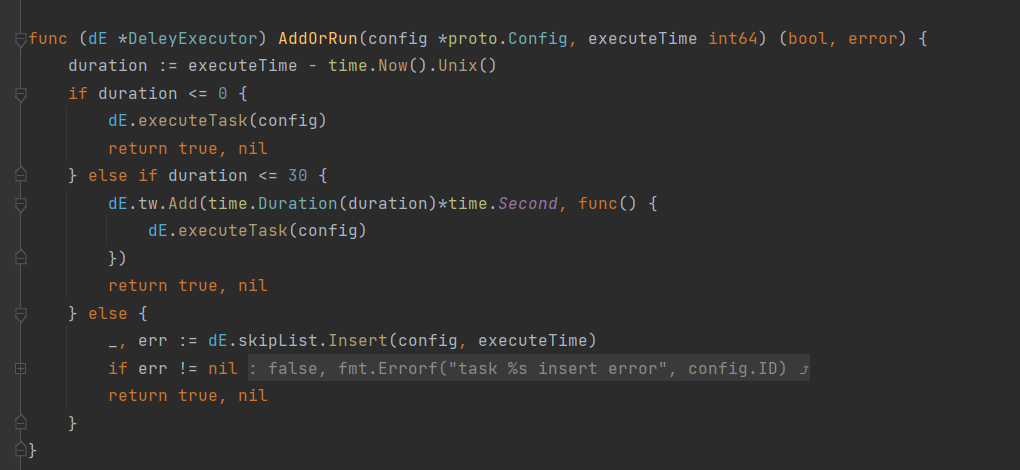 func (dE *DeleyExecutor) AddOrRun(config *proto.Config, executeTime int64) (bool, error) {
    duration := executeTime - time.Now().Unix()
    if duration <= 0 {
        dE.executeTask(config)
        return true, nil
    } else if duration <= 30 {
        dE.tw.Add(time.Duration(duration)*time.Second, func() {
            dE.executeTask(config)
        })
        return true, nil
    } else {
        _, err := dE.skipList.Insert(config, executeTime)
        if err != nil : false, fmt.Errorf("task %s insert error", config.ID) ⤴
        return true, nil
    }
}